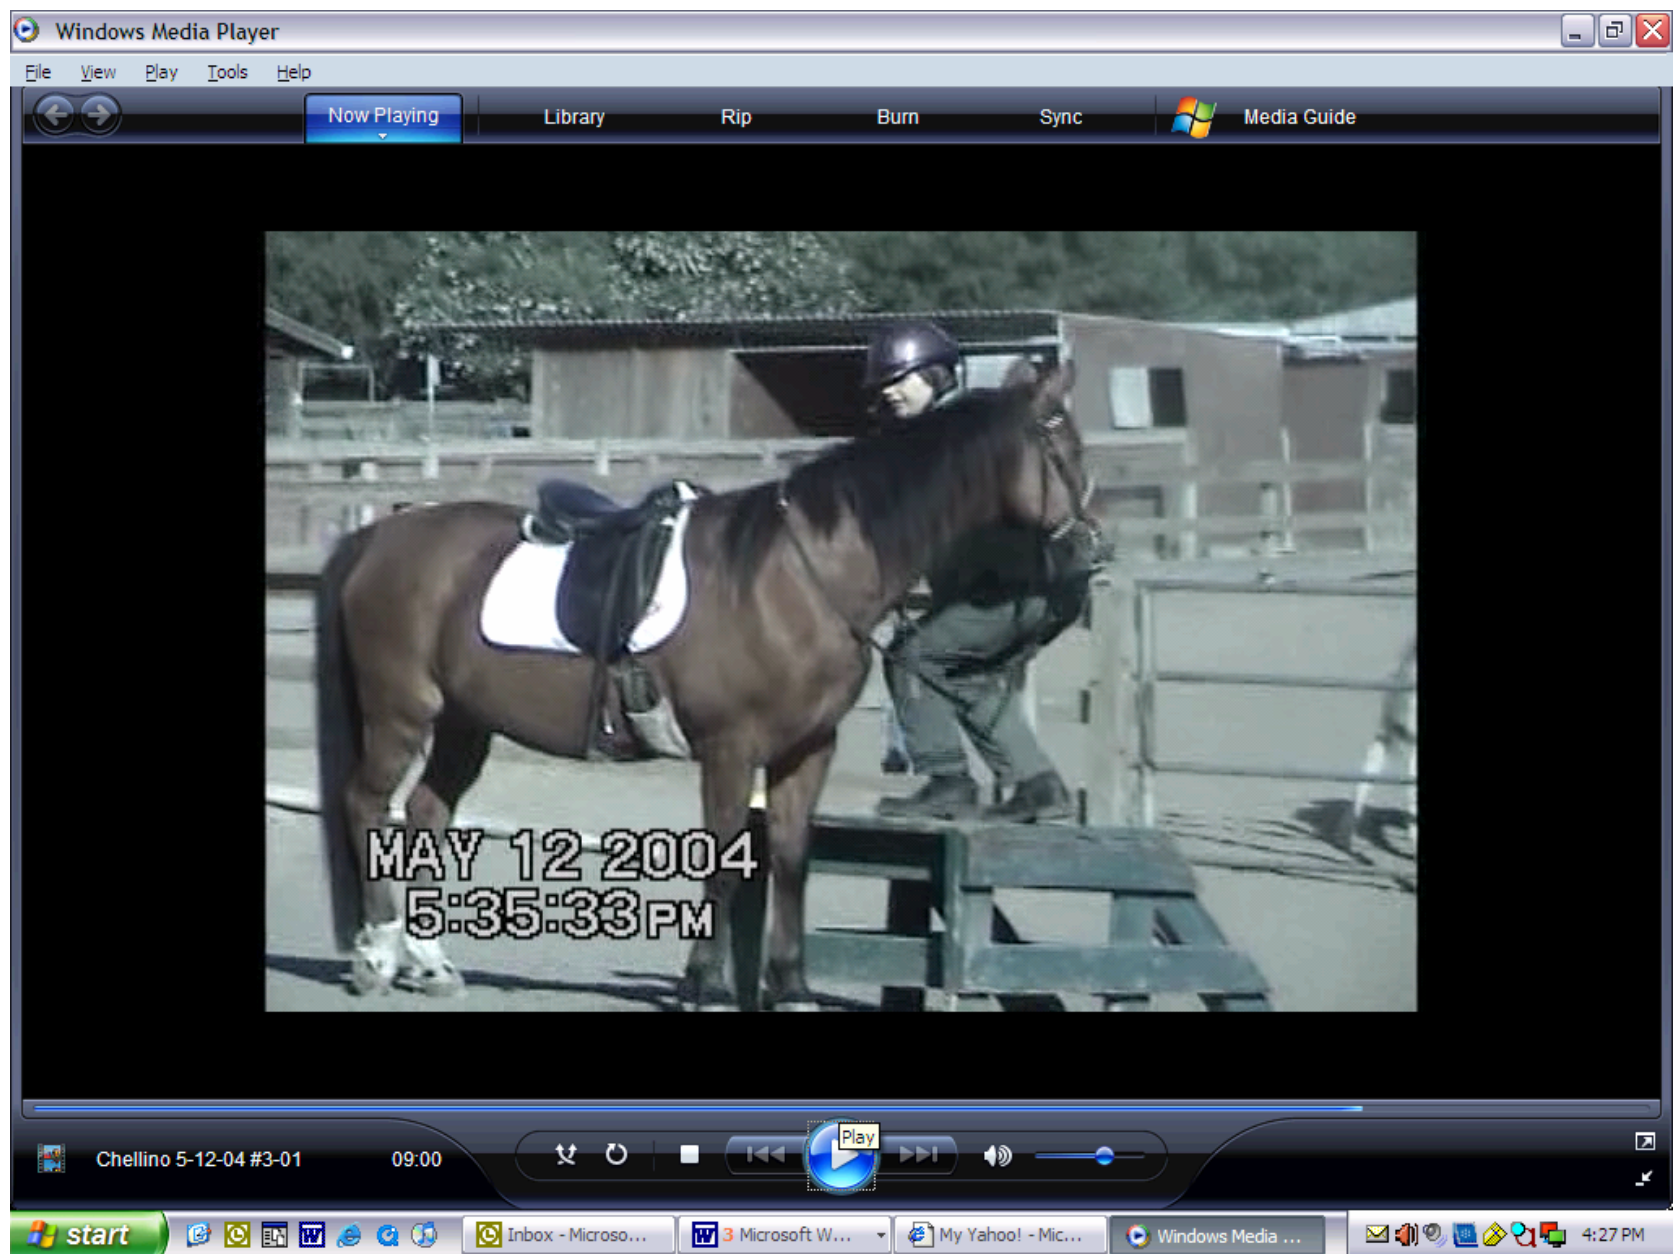 Windows Media Player
File View Play Tools Help
Now Playing Library Rip Burn Sync Media Guide
MAY 12 2004
5:35:33 PM
Play
Chellino 5-12-04 #3-01 09:00
start Inbox - Microso... 3 Microsoft W... My Yahoo! - Mic... Windows Media ... 4:27 PM